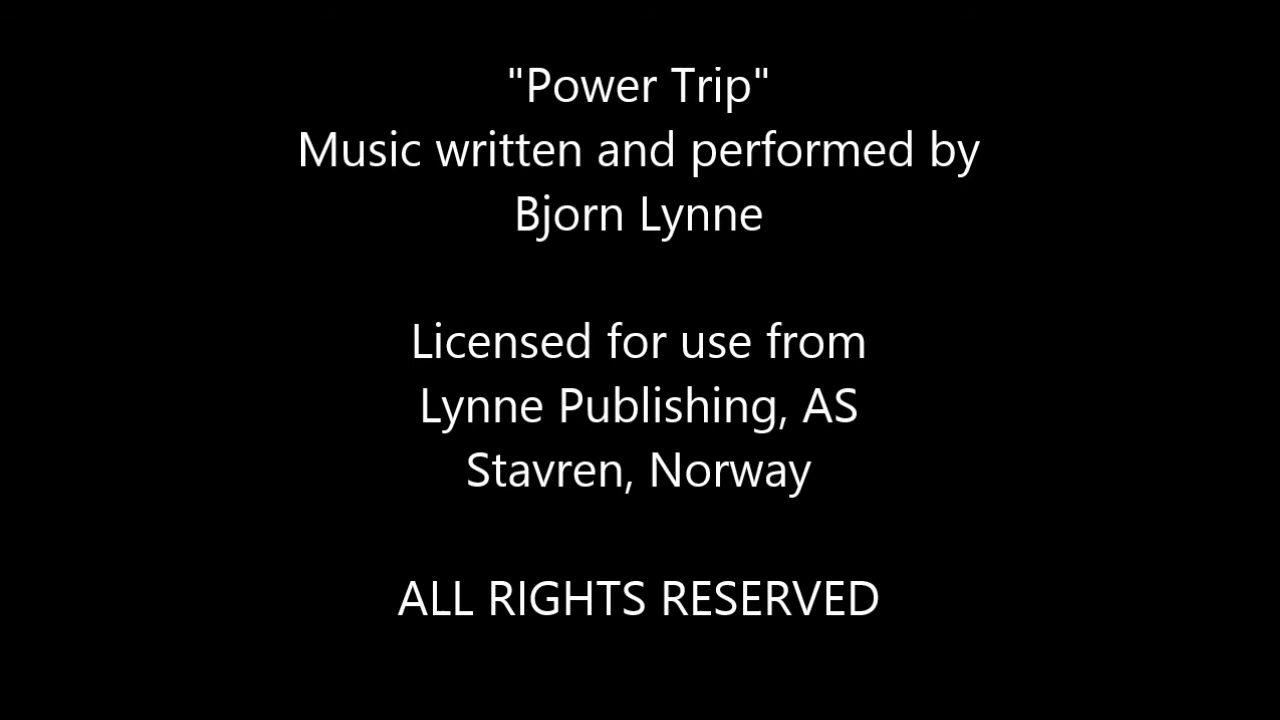 "Power Trip"
Music written and performed by
Bjorn Lynne
Licensed for use from
Lynne Publishing, AS
Stavren, Norway
ALL RIGHTS RESERVED